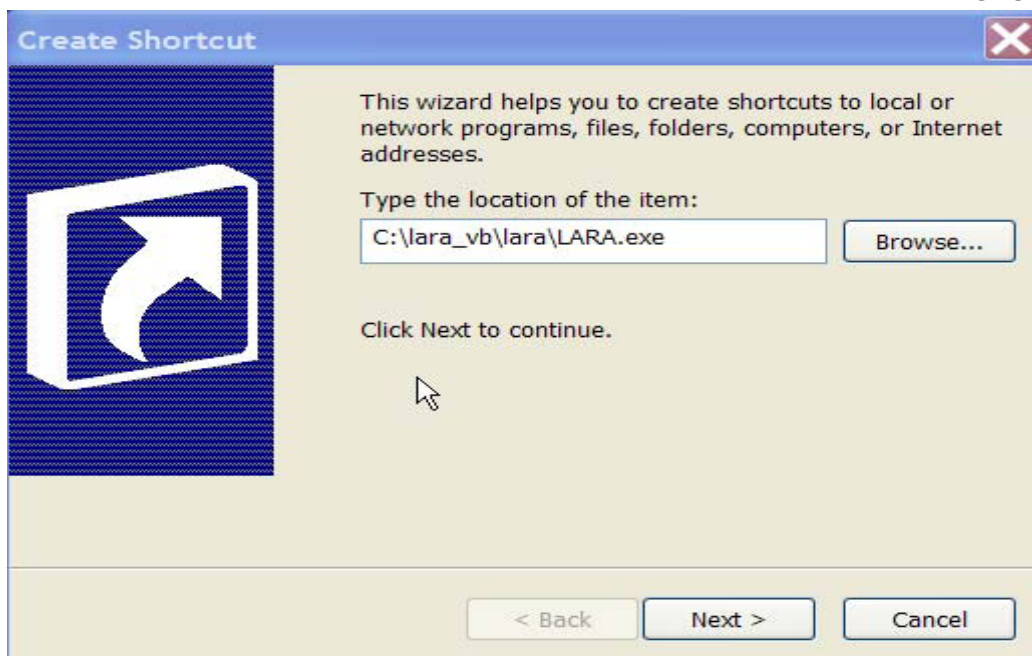 Create Shortcut
This wizard helps you to create shortcuts to local or
network programs, files, folders, computers, or Internet
addresses.
Type the location of the item:
C:\lara_vb\lara\LARA.exe
Browse...
Click Next to continue.
< Back
Next >
Cancel